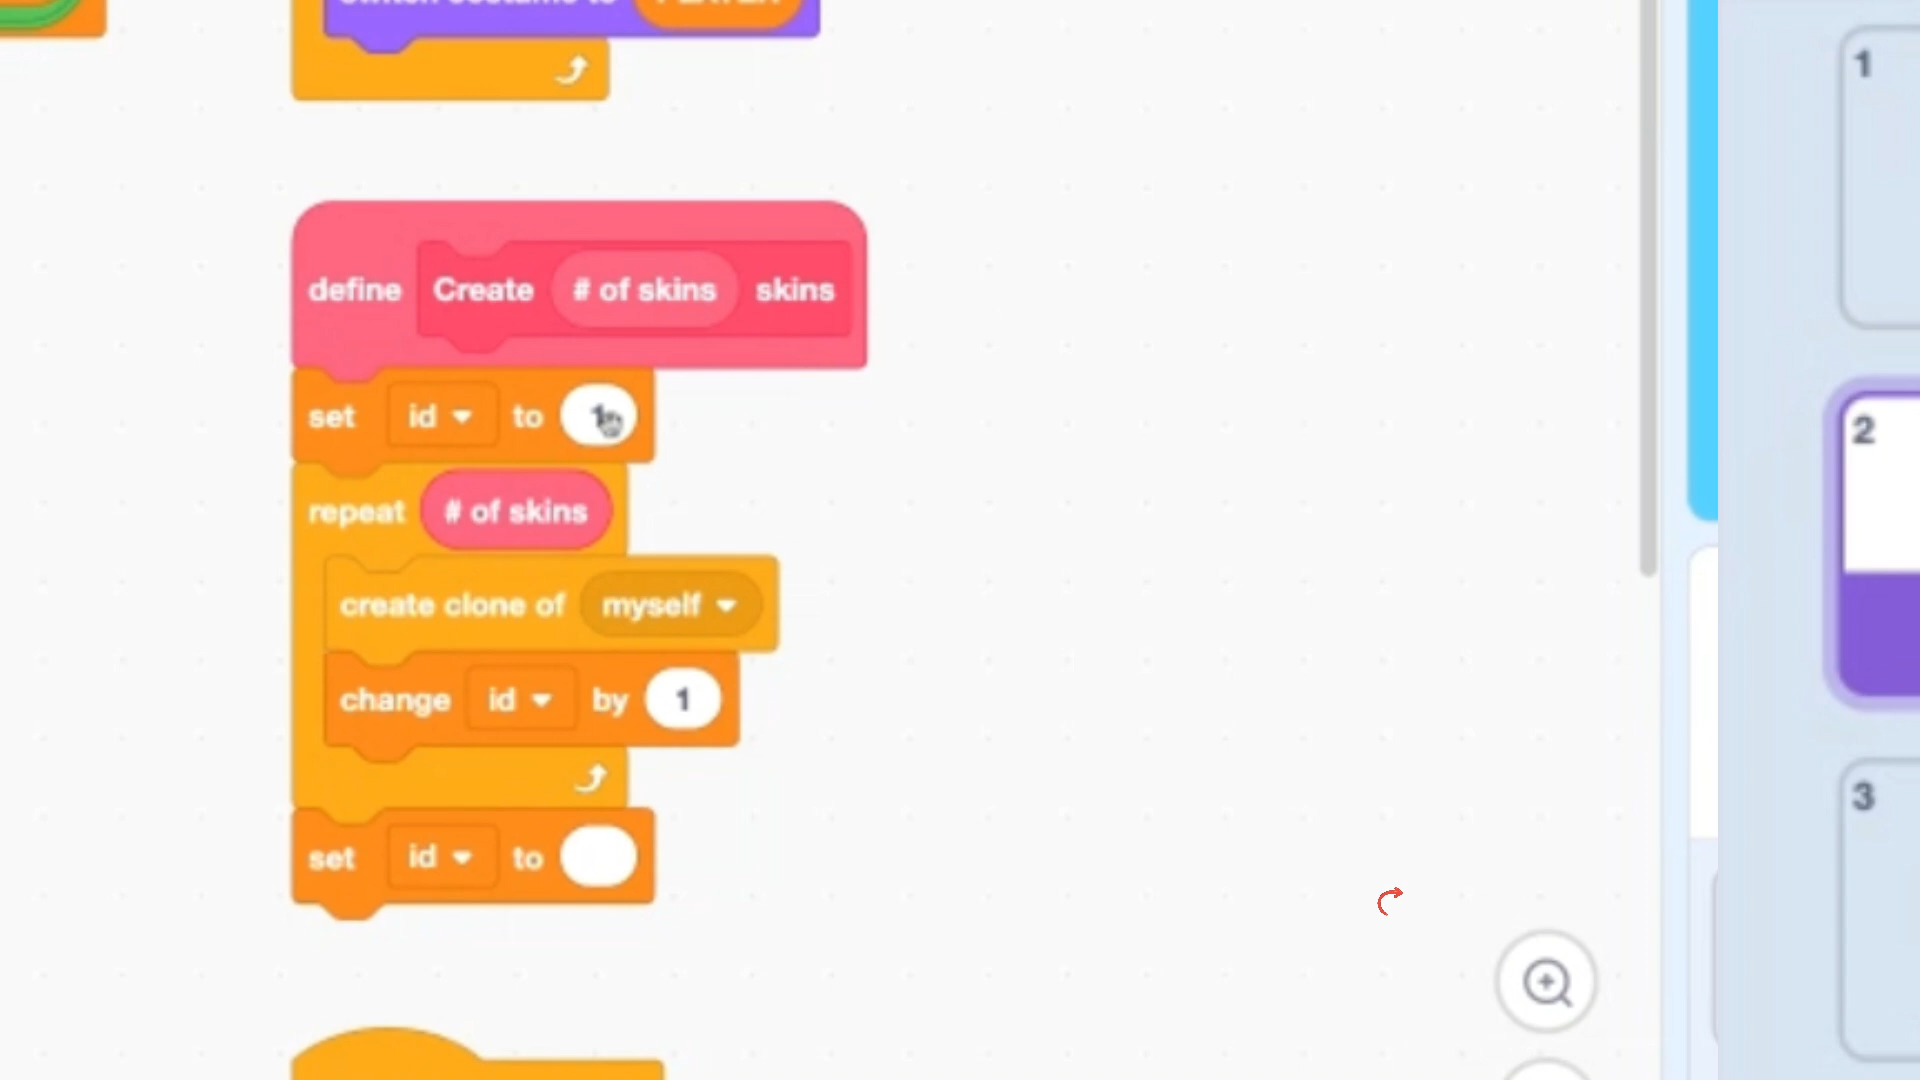 define Create # of skins skins
set id to 1
repeat # of skins
create clone of myself
change id by 1
set id to
1
2
3